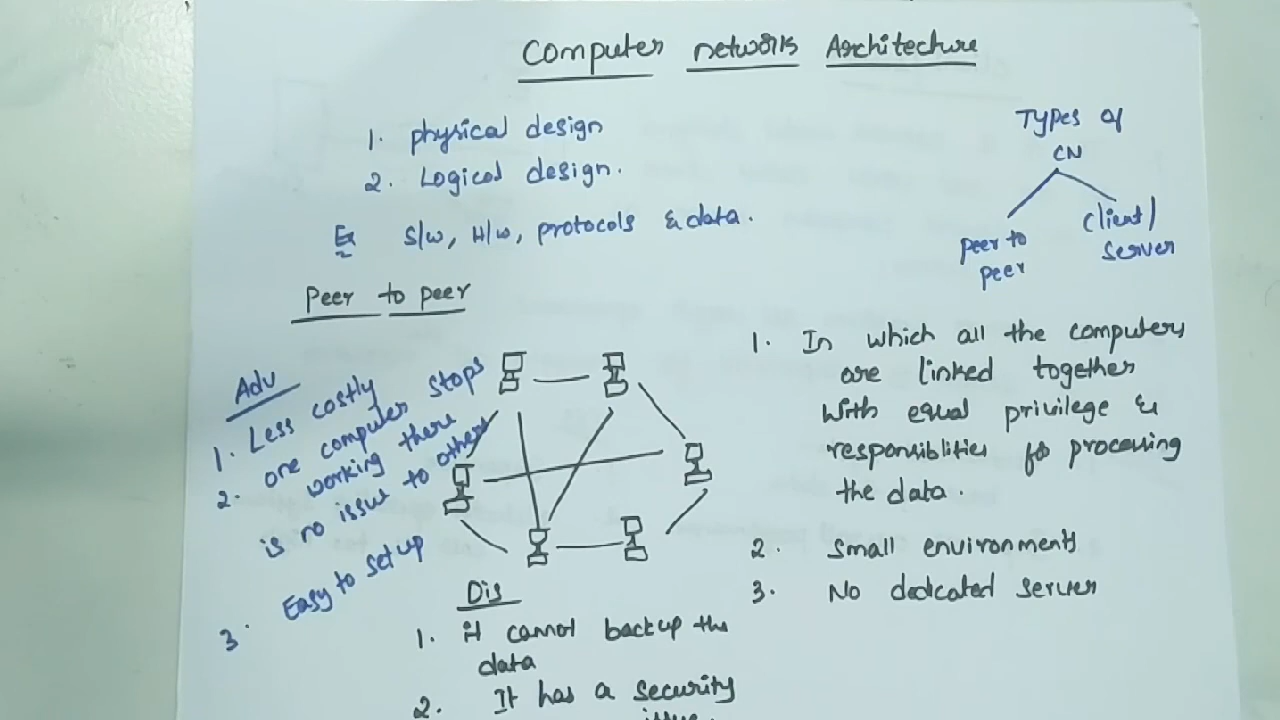 Computer networks Architecture
1. physical design
2. Logical design.
Ex S/w, H/w, protocols & data.
Types of
CN
peer to
peer
Client/
server
Peer to peer
Adv
1. Less costly
2. one computer stops
working there
is no issue to others
3. Easy to set up
1. In which all the computers
are linked together
with equal privilege &
responsiblities for processing
the data.
2. Small environments
3. No dedicated server
Dis
1. it cannot backup the
data
2. It has a security
issue.